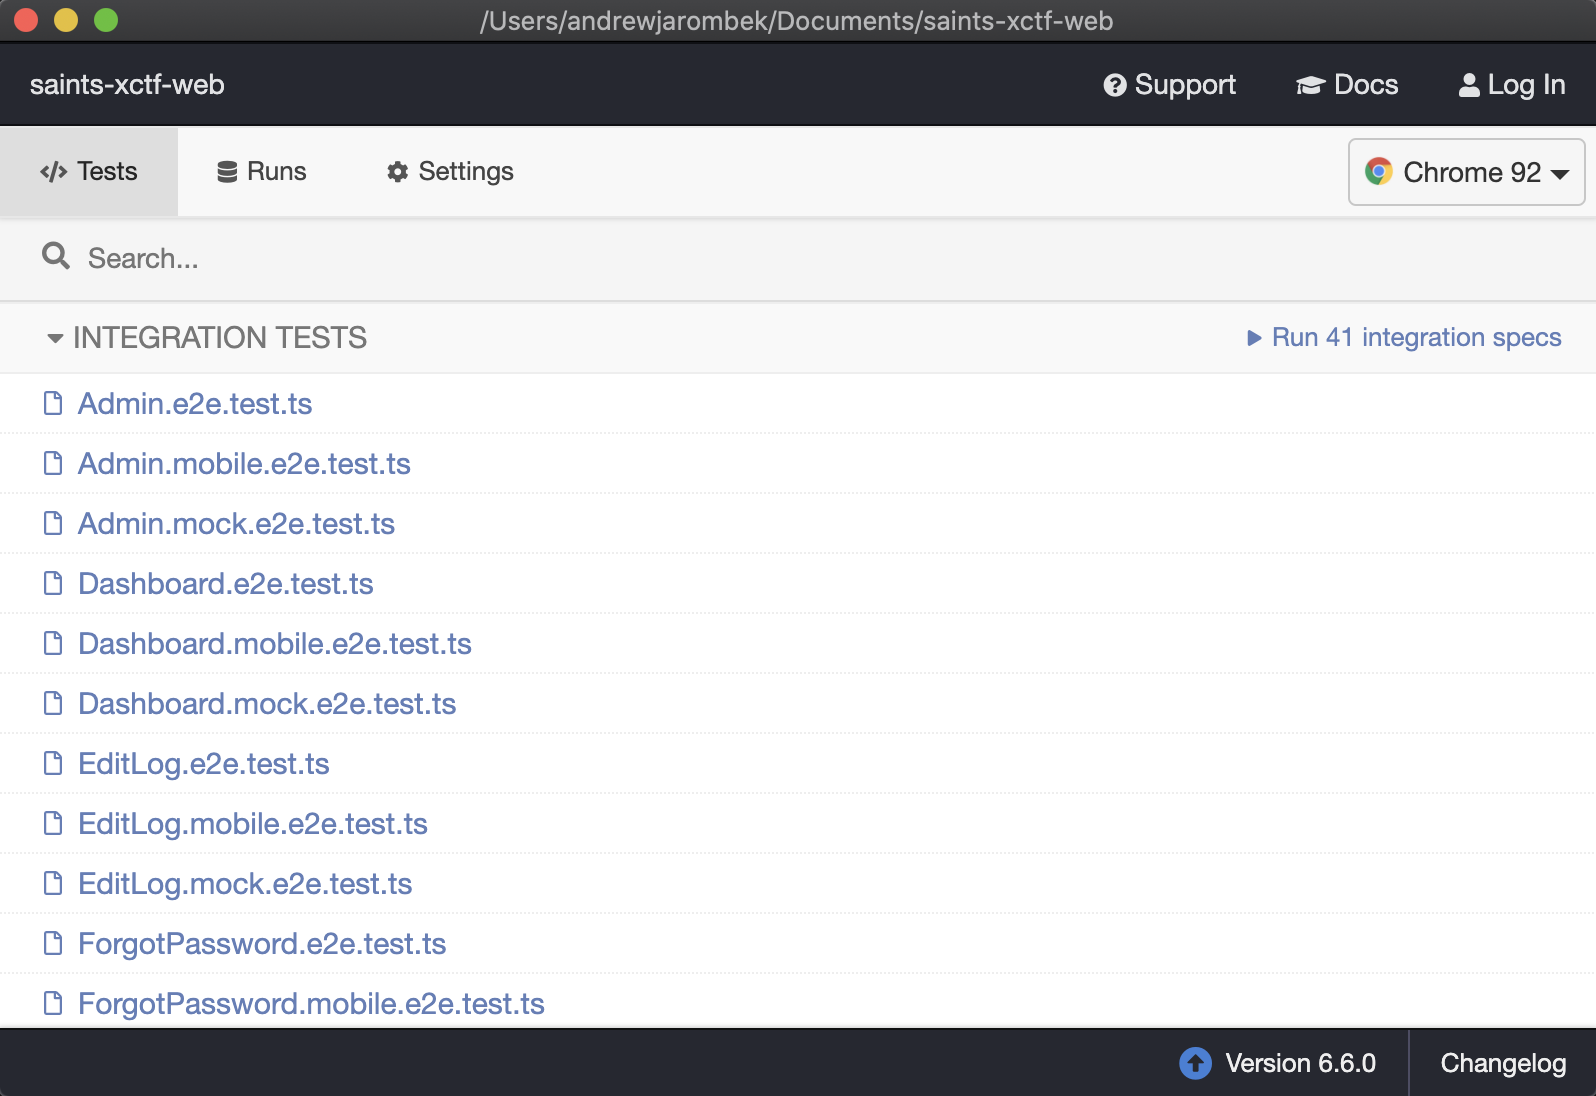 /Users/andrewjarombek/Documents/saints-xctf-web
saints-xctf-web Support Docs Log In
Tests Runs Settings Chrome 92
Search...
INTEGRATION TESTS Run 41 integration specs
Admin.e2e.test.ts
Admin.mobile.e2e.test.ts
Admin.mock.e2e.test.ts
Dashboard.e2e.test.ts
Dashboard.mobile.e2e.test.ts
Dashboard.mock.e2e.test.ts
EditLog.e2e.test.ts
EditLog.mobile.e2e.test.ts
EditLog.mock.e2e.test.ts
ForgotPassword.e2e.test.ts
ForgotPassword.mobile.e2e.test.ts
Version 6.6.0 Changelog